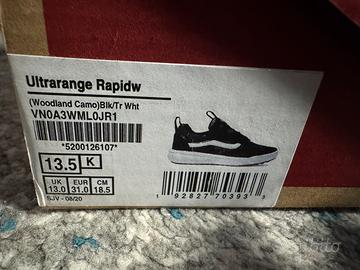 Ultrarange Rapidw
(Woodland Camo)Blk/Tr Wht
VN0A3WML0JR1
*5200126107*
13.5 K
UK EUR CM
13.0 31.0 18.5
SJV - 08/20
1 92827 70393 3